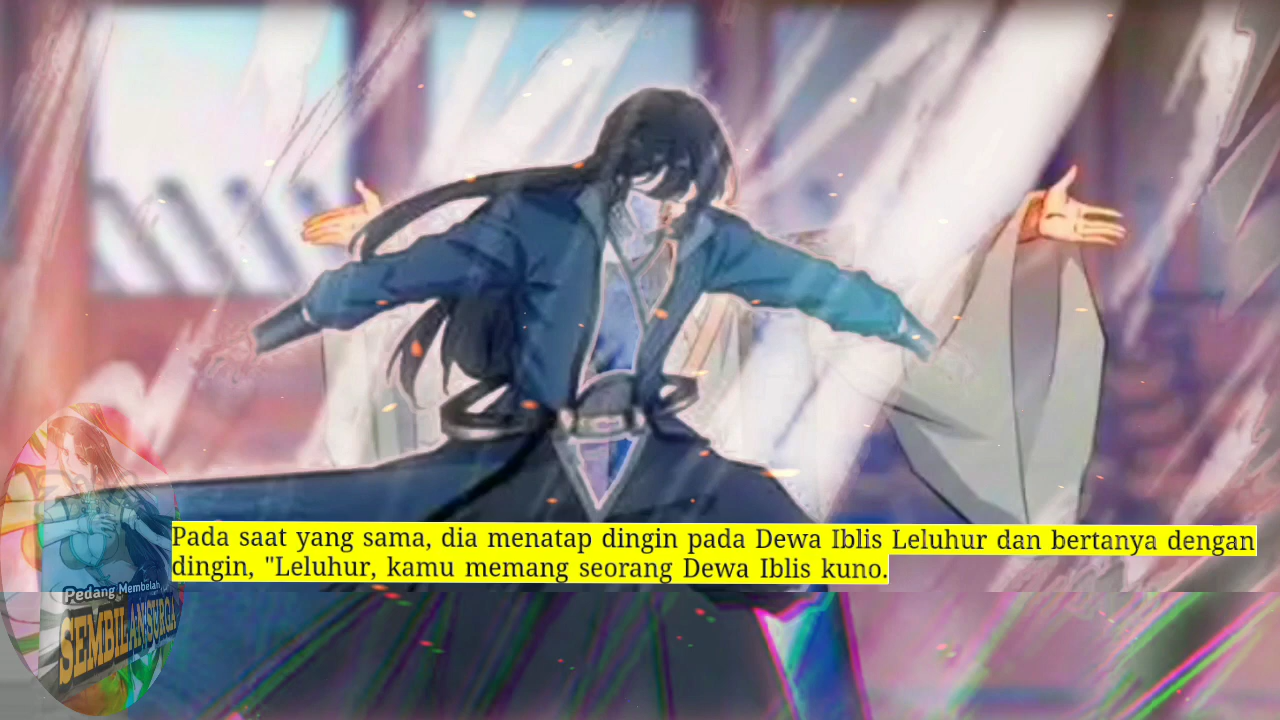 Pada saat yang sama, dia menatap dingin pada Dewa Iblis Leluhur dan bertanya dengan
dingin, "Leluhur, kamu memang seorang Dewa Iblis kuno.
Pedang Membelah
SEMBILAN SURGA